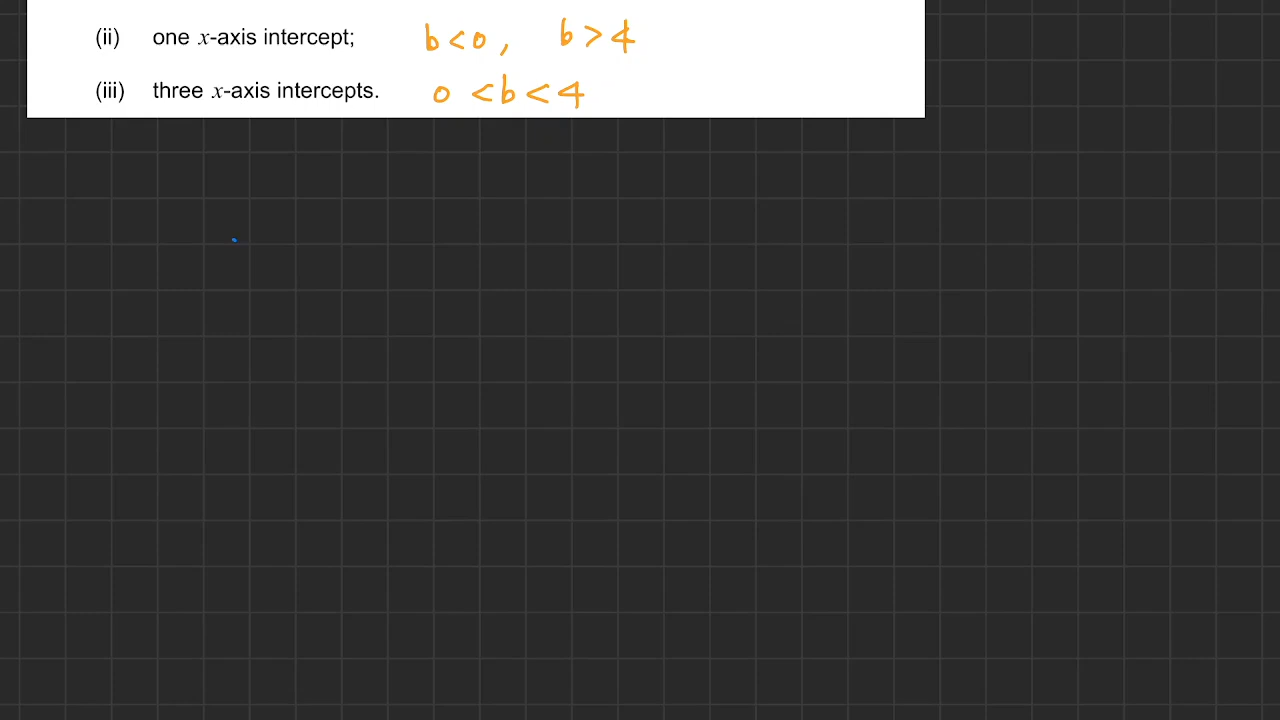 (ii) one x-axis intercept; b < 0 , b > 4
(iii) three x-axis intercepts. 0 < b < 4